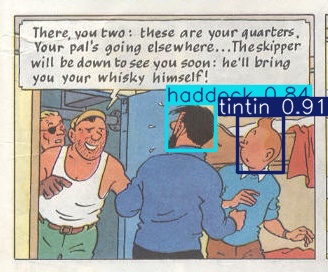 There, you two: these are your quarters.
Your pal's going elsewhere... The skipper
will be down to see you soon: he'll bring
you your whisky himself!
haddock 0.84
tintin 0.91